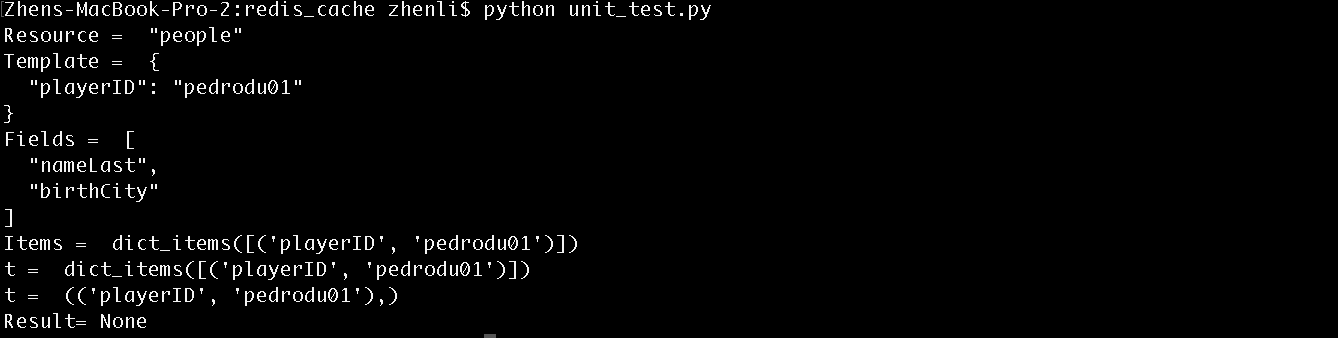 Zhens-MacBook-Pro-2:redis_cache zhenli$ python unit_test.py
Resource =  "people"
Template =  {
  "playerID": "pedrodu01"
}
Fields =  [
  "nameLast",
  "birthCity"
]
Items =  dict_items([('playerID', 'pedrodu01')])
t =  dict_items([('playerID', 'pedrodu01')])
t =  (('playerID', 'pedrodu01'),)
Result= None